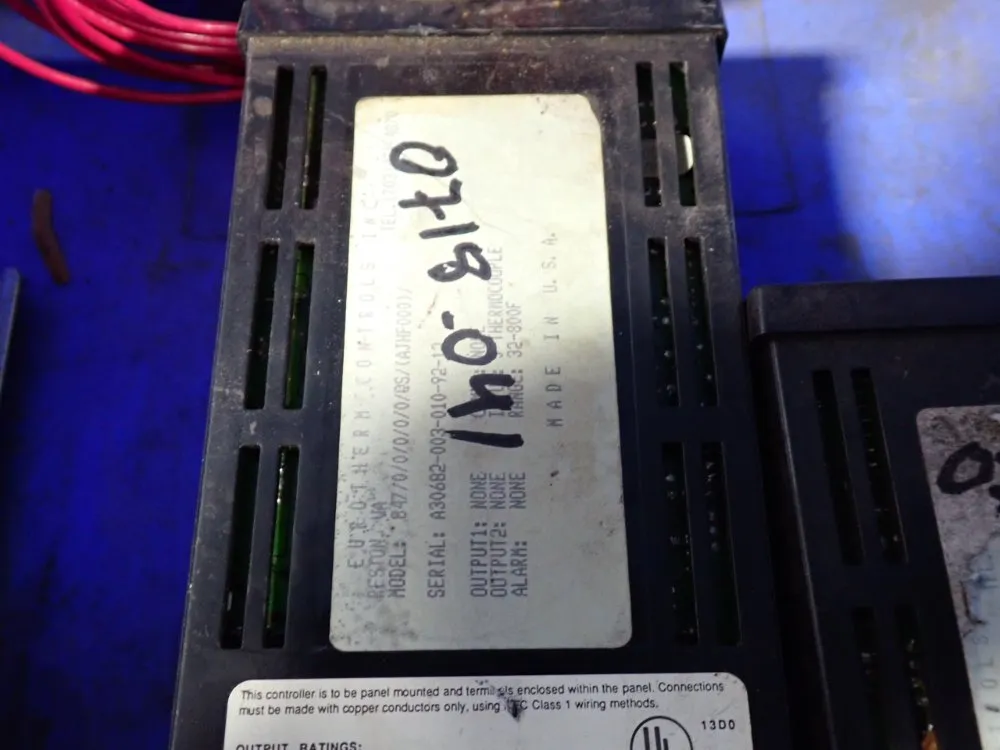 EUROTHERM CONTROLS INC
RESTON, VA TEL:
MODEL: 847/0/0/0/0/0/QS/(AJHF000)/
SERIAL: A30682-003-010-92-12
OUTPUT1: NONE
OUTPUT2: NONE THERMOCOUPLE
ALARM: NONE RANGE: 32-800F
MADE IN U.S.A.
0718-041
This controller is to be panel mounted and terminals enclosed within the panel. Connections
must be made with copper conductors only, using Class 1 wiring methods.
13D0
OUTPUT RATINGS:
UL